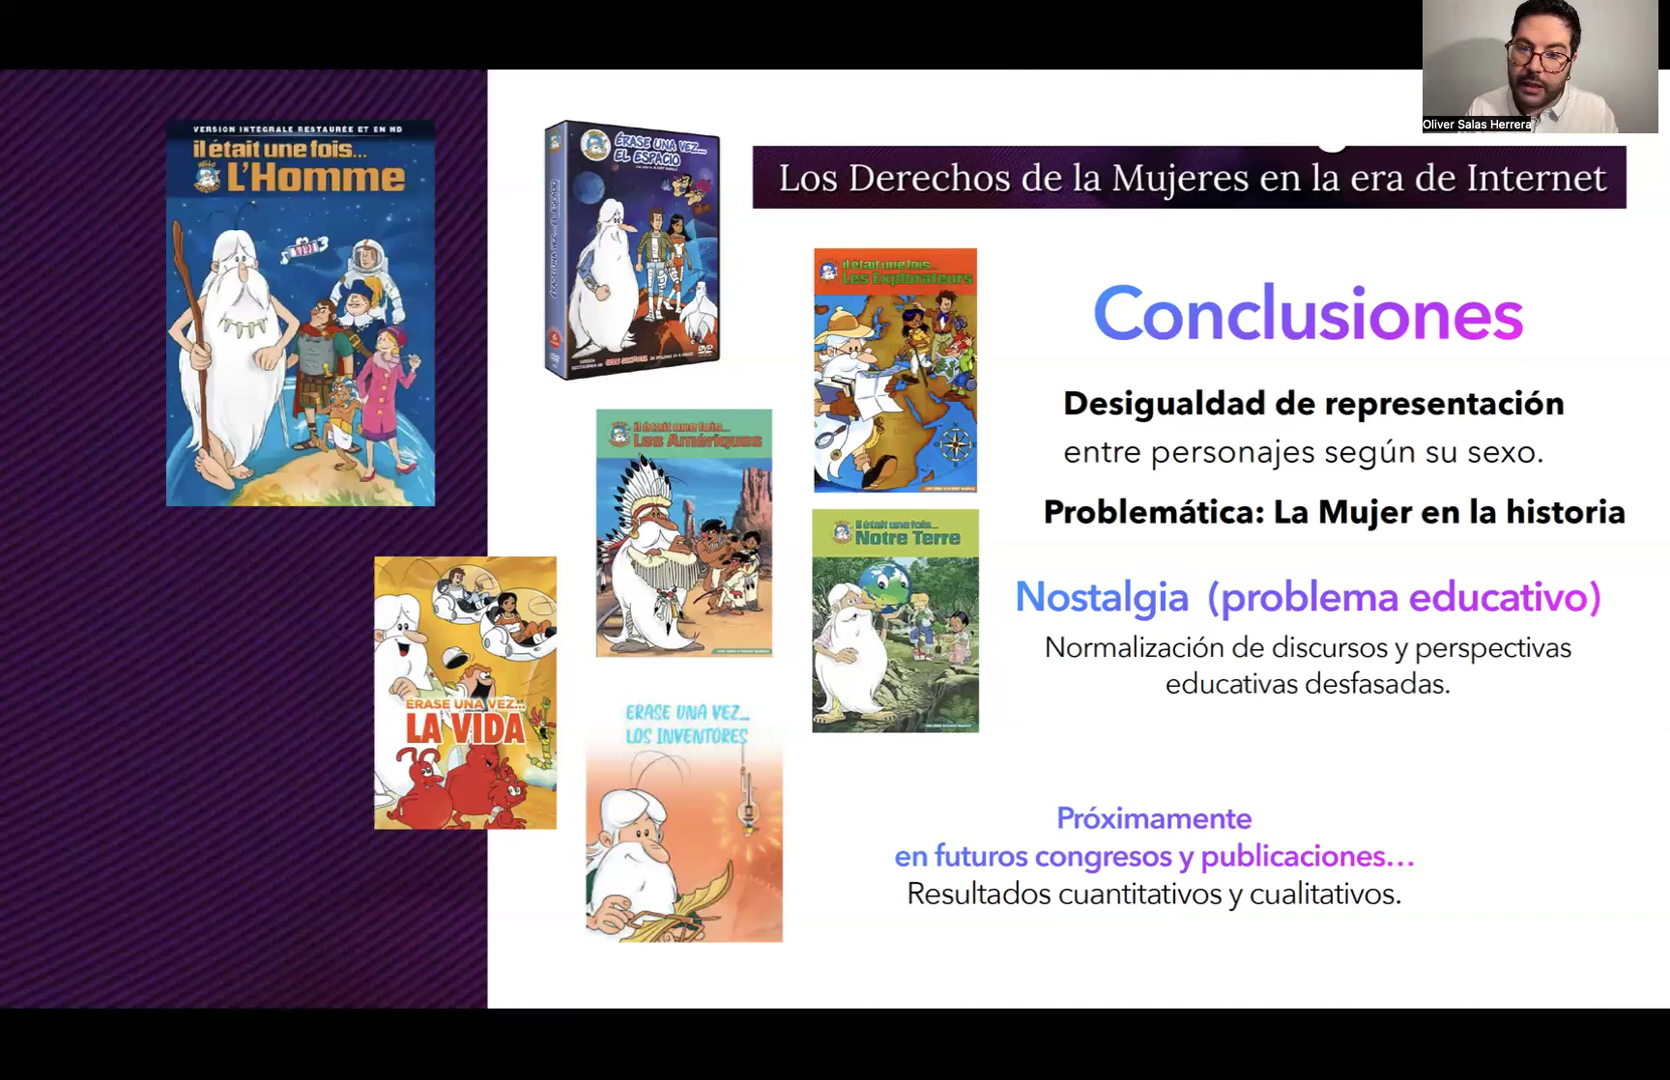 Oliver Salas Herrera
VERSION INTEGRALE RESTAURÉE ET EN HD
il était une fois...
HELLO
L'Homme
ÉRASE UNA VEZ...
EL ESPACIO
DVD
Los Derechos de la Mujeres en la era de Internet
il était une fois...
Les Explorateurs
Conclusiones
Desigualdad de representación
entre personajes según su sexo.
Problemática: La Mujer en la historia
il était une fois...
Les Amériques
il était une fois...
Notre Terre
Nostalgia (problema educativo)
Normalización de discursos y perspectivas
educativas desfasadas.
ERASE UNA VEZ...
LA VIDA
ERASE UNA VEZ...
LOS INVENTORES
Próximamente
en futuros congresos y publicaciones...
Resultados cuantitativos y cualitativos.